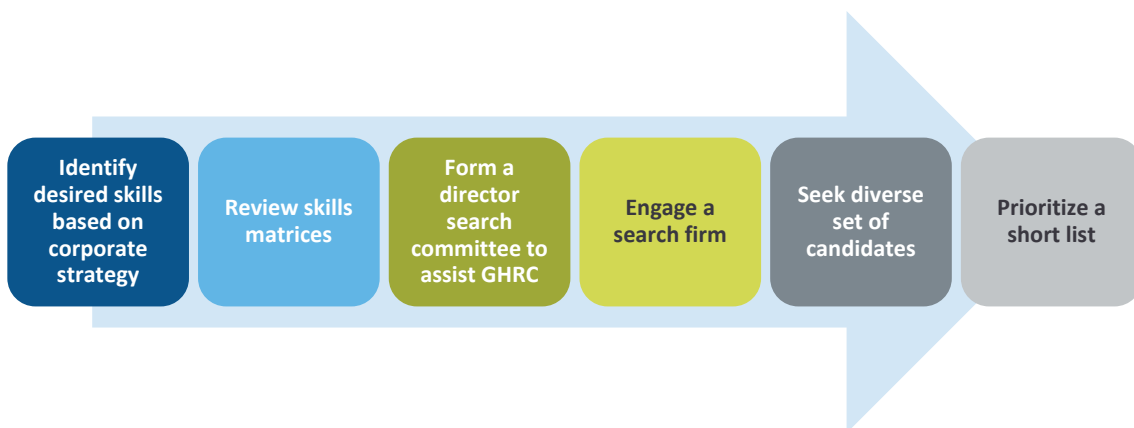 Identify
desired skills
based on
corporate
strategy
Review skills
matrices
Form a
director
search
committee to
assist GHRC
Engage a
search firm
Seek diverse
set of
candidates
Prioritize a
short list